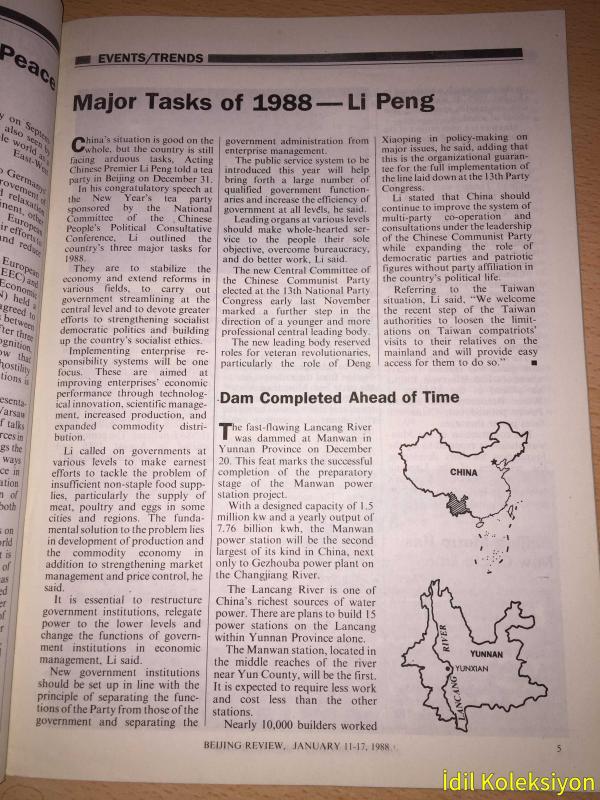 Peace
EVENTS/TRENDS
Major Tasks of 1988 — Li Peng
China's situation is good on the
whole, but the country is still
facing arduous tasks, Acting
Chinese Premier Li Peng told a tea
party in Beijing on December 31.
In his congratulatory speech at
the New Year's tea party
sponsored by the National
Committee of the Chinese
People's Political Consultative
Conference, Li outlined the
country's three major tasks for
1988.
They are to stabilize the
economy and extend reforms in
various fields, to carry out
government streamlining at the
central level and to devote greater
efforts to strengthening socialist
democratic politics and building
up the country's socialist ethics.
Implementing enterprise re-
sponsibility systems will be one
focus. These are aimed at
improving enterprises' economic
performance through technolog-
ical innovation, scientific manage-
ment, increased production, and
expanded commodity distri-
bution.
Li called on governments at
various levels to make earnest
efforts to tackle the problem of
insufficient non-staple food supp-
lies, particularly the supply of
meat, poultry and eggs in some
cities and regions. The funda-
mental solution to the problem lies
in development of production and
the commodity economy in
addition to strengthening market
management and price control, he
said.
It is essential to restructure
government institutions, relegate
power to the lower levels and
change the functions of govern-
ment institutions in economic
management, Li said.
New government institutions
should be set up in line with the
principle of separating the func-
tions of the Party from those of the
government and separating the
government administration from
enterprise management.
The public service system to be
introduced this year will help
bring forth a large number of
qualified government function-
aries and increase the efficiency of
government at all levels, he said.
Leading organs at various levels
should make whole-hearted ser-
vice to the people their sole
objective, overcome bureaucracy,
and do better work, Li said.
The new Central Committee of
the Chinese Communist Party
elected at the 13th National Party
Congress early last November
marked a further step in the
direction of a younger and more
professional central leading body.
The new leading body reserved
roles for veteran revolutionaries,
particularly the role of Deng
Xiaoping in policy-making on
major issues, he said, adding that
this is the organizational guaran-
tee for the full implementation of
the line laid down at the 13th Party
Congress.
Li stated that China should
continue to improve the system of
multi-party co-operation and
consultations under the leadership
of the Chinese Communist Party
while expanding the role of
democratic parties and patriotic
figures without party affiliation in
the country's political life.
Referring to the Taiwan
situation, Li said, "We welcome
the recent step of the Taiwan
authorities to loosen the limit-
ations on Taiwan compatriots'
visits to their relatives on the
mainland and will provide easy
access for them to do so."
Dam Completed Ahead of Time
The fast-flowing Lancang River
was dammed at Manwan in
Yunnan Province on December
20. This feat marks the successful
completion of the preparatory
stage of the Manwan power
station project.
With a designed capacity of 1.5
million kw and a yearly output of
7.76 billion kwh, the Manwan
power station will be the second
largest of its kind in China, next
only to Gezhouba power plant on
the Changjiang River.
The Lancang River is one of
China's richest sources of water
power. There are plans to build 15
power stations on the Lancang
within Yunnan Province alone.
The Manwan station, located in
the middle reaches of the river
near Yun County, will be the first.
It is expected to require less work
and cost less than the other
stations.
Nearly 10,000 builders worked
CHINA
YUNNAN
YUNXIAN
LANCANG RIVER
BEIJING REVIEW, JANUARY 11-17, 1988
5
İdil Koleksiyon